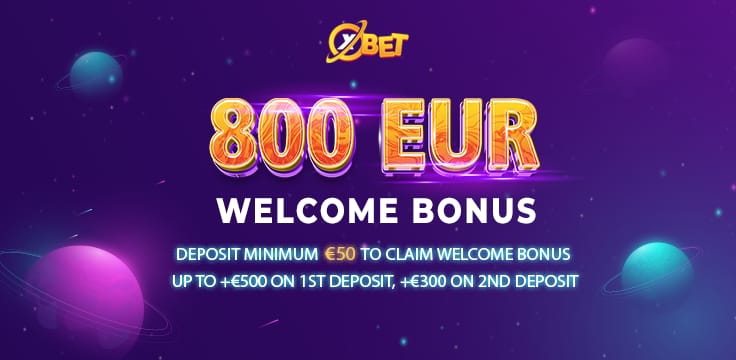 XBET
800 EUR
WELCOME BONUS
DEPOSIT MINIMUM €50 TO CLAIM WELCOME BONUS
UP TO +€500 ON 1ST DEPOSIT, +€300 ON 2ND DEPOSIT